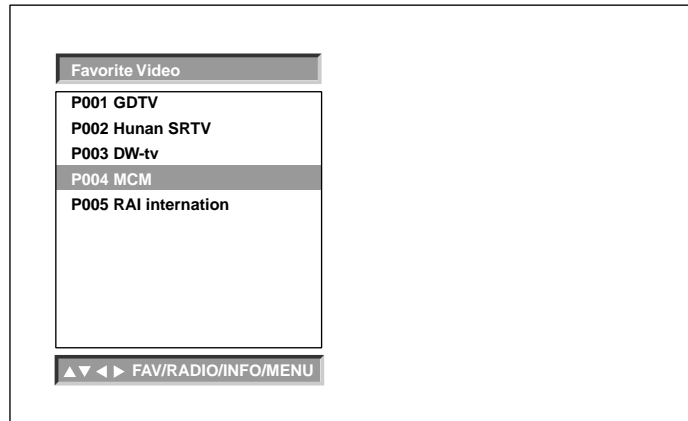 Favorite Video
P001 GDTV
P002 Hunan SRTV
P003 DW-tv
P004 MCM
P005 RAI internation
▲▼◀▶ FAV/RADIO/INFO/MENU